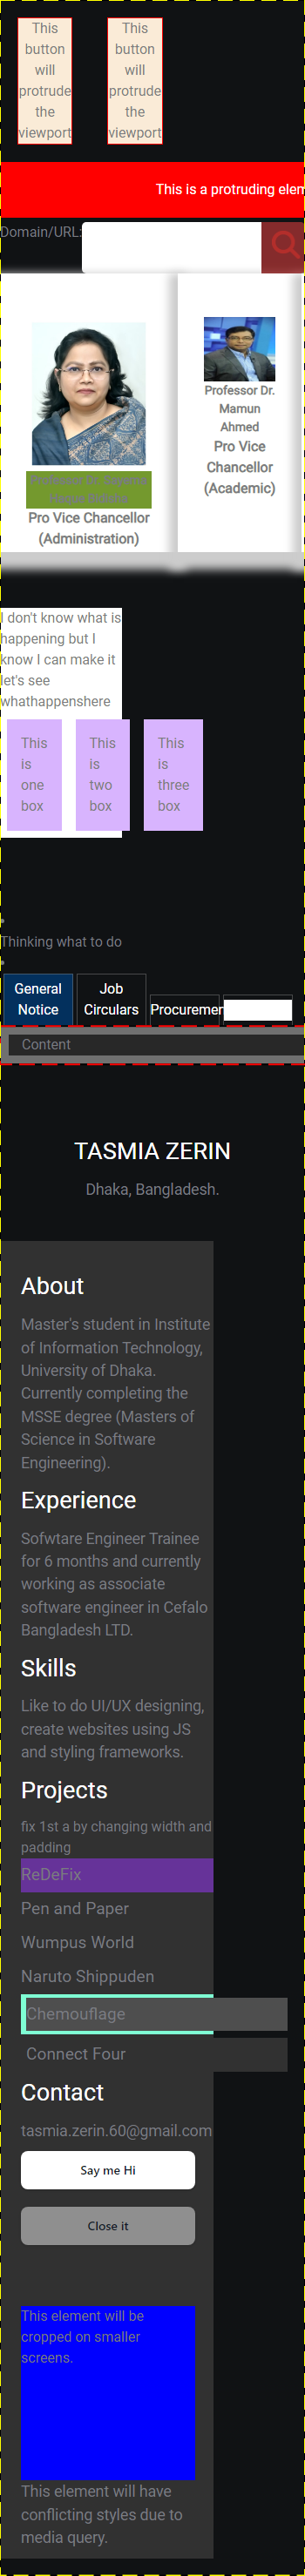 This This
button button
will will
protrude protrude
the the
viewport viewport
This is a protruding elem
Domain/URL:
Professor Dr.
Mamun
Ahmed
Pro Vice
Chancellor
(Academic)
Professor Dr. Sayema
Haque Bidisha
Pro Vice Chancellor
(Administration)
I don't know what is
happening but I
know I can make it
let's see
whathappenshere
This This This
is is is
one two three
box box box
Thinking what to do
General Job
Notice Circulars Procuremen
Content
TASMIA ZERIN
Dhaka, Bangladesh.
About
Master's student in Institute
of Information Technology,
University of Dhaka.
Currently completing the
MSSE degree (Masters of
Science in Software
Engineering).
Experience
Sofwtare Engineer Trainee
for 6 months and currently
working as associate
software engineer in Cefalo
Bangladesh LTD.
Skills
Like to do UI/UX designing,
create websites using JS
and styling frameworks.
Projects
fix 1st a by changing width and
padding
ReDeFix
Pen and Paper
Wumpus World
Naruto Shippuden
Chemouflage
Connect Four
Contact
tasmia.zerin.60@gmail.com
Say me Hi
Close it
This element will be
cropped on smaller
screens.
This element will have
conflicting styles due to
media query.